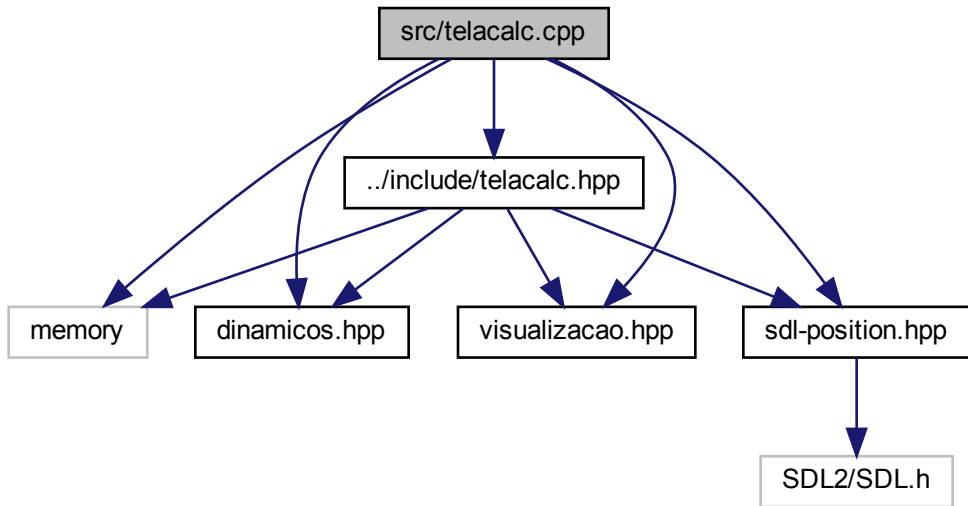 src/telacalc.cpp
../include/telacalc.hpp
memory
dinamicos.hpp
visualizacao.hpp
sdl-position.hpp
SDL2/SDL.h